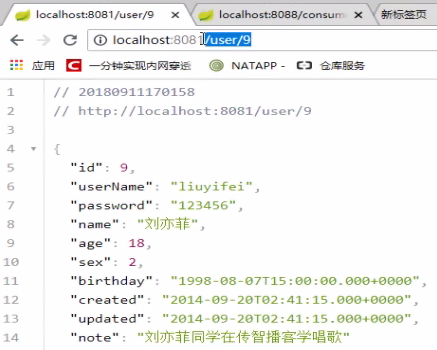 localhost:8081/user/9
localhost:8088/consum
新标签页
localhost:8081/user/9
应用
一分钟实现内网穿透
NATAPP -
仓库服务
1 // 20180911170158
2 // http://localhost:8081/user/9
3
4 {
5 "id": 9,
6 "userName": "liuyifei",
7 "password": "123456",
8 "name": "刘亦菲",
9 "age": 18,
10 "sex": 2,
11 "birthday": "1998-08-07T15:00:00.000+0000",
12 "created": "2014-09-20T02:41:15.000+0000",
13 "updated": "2014-09-20T02:41:15.000+0000",
14 "note": "刘亦菲同学在传智播客学唱歌"